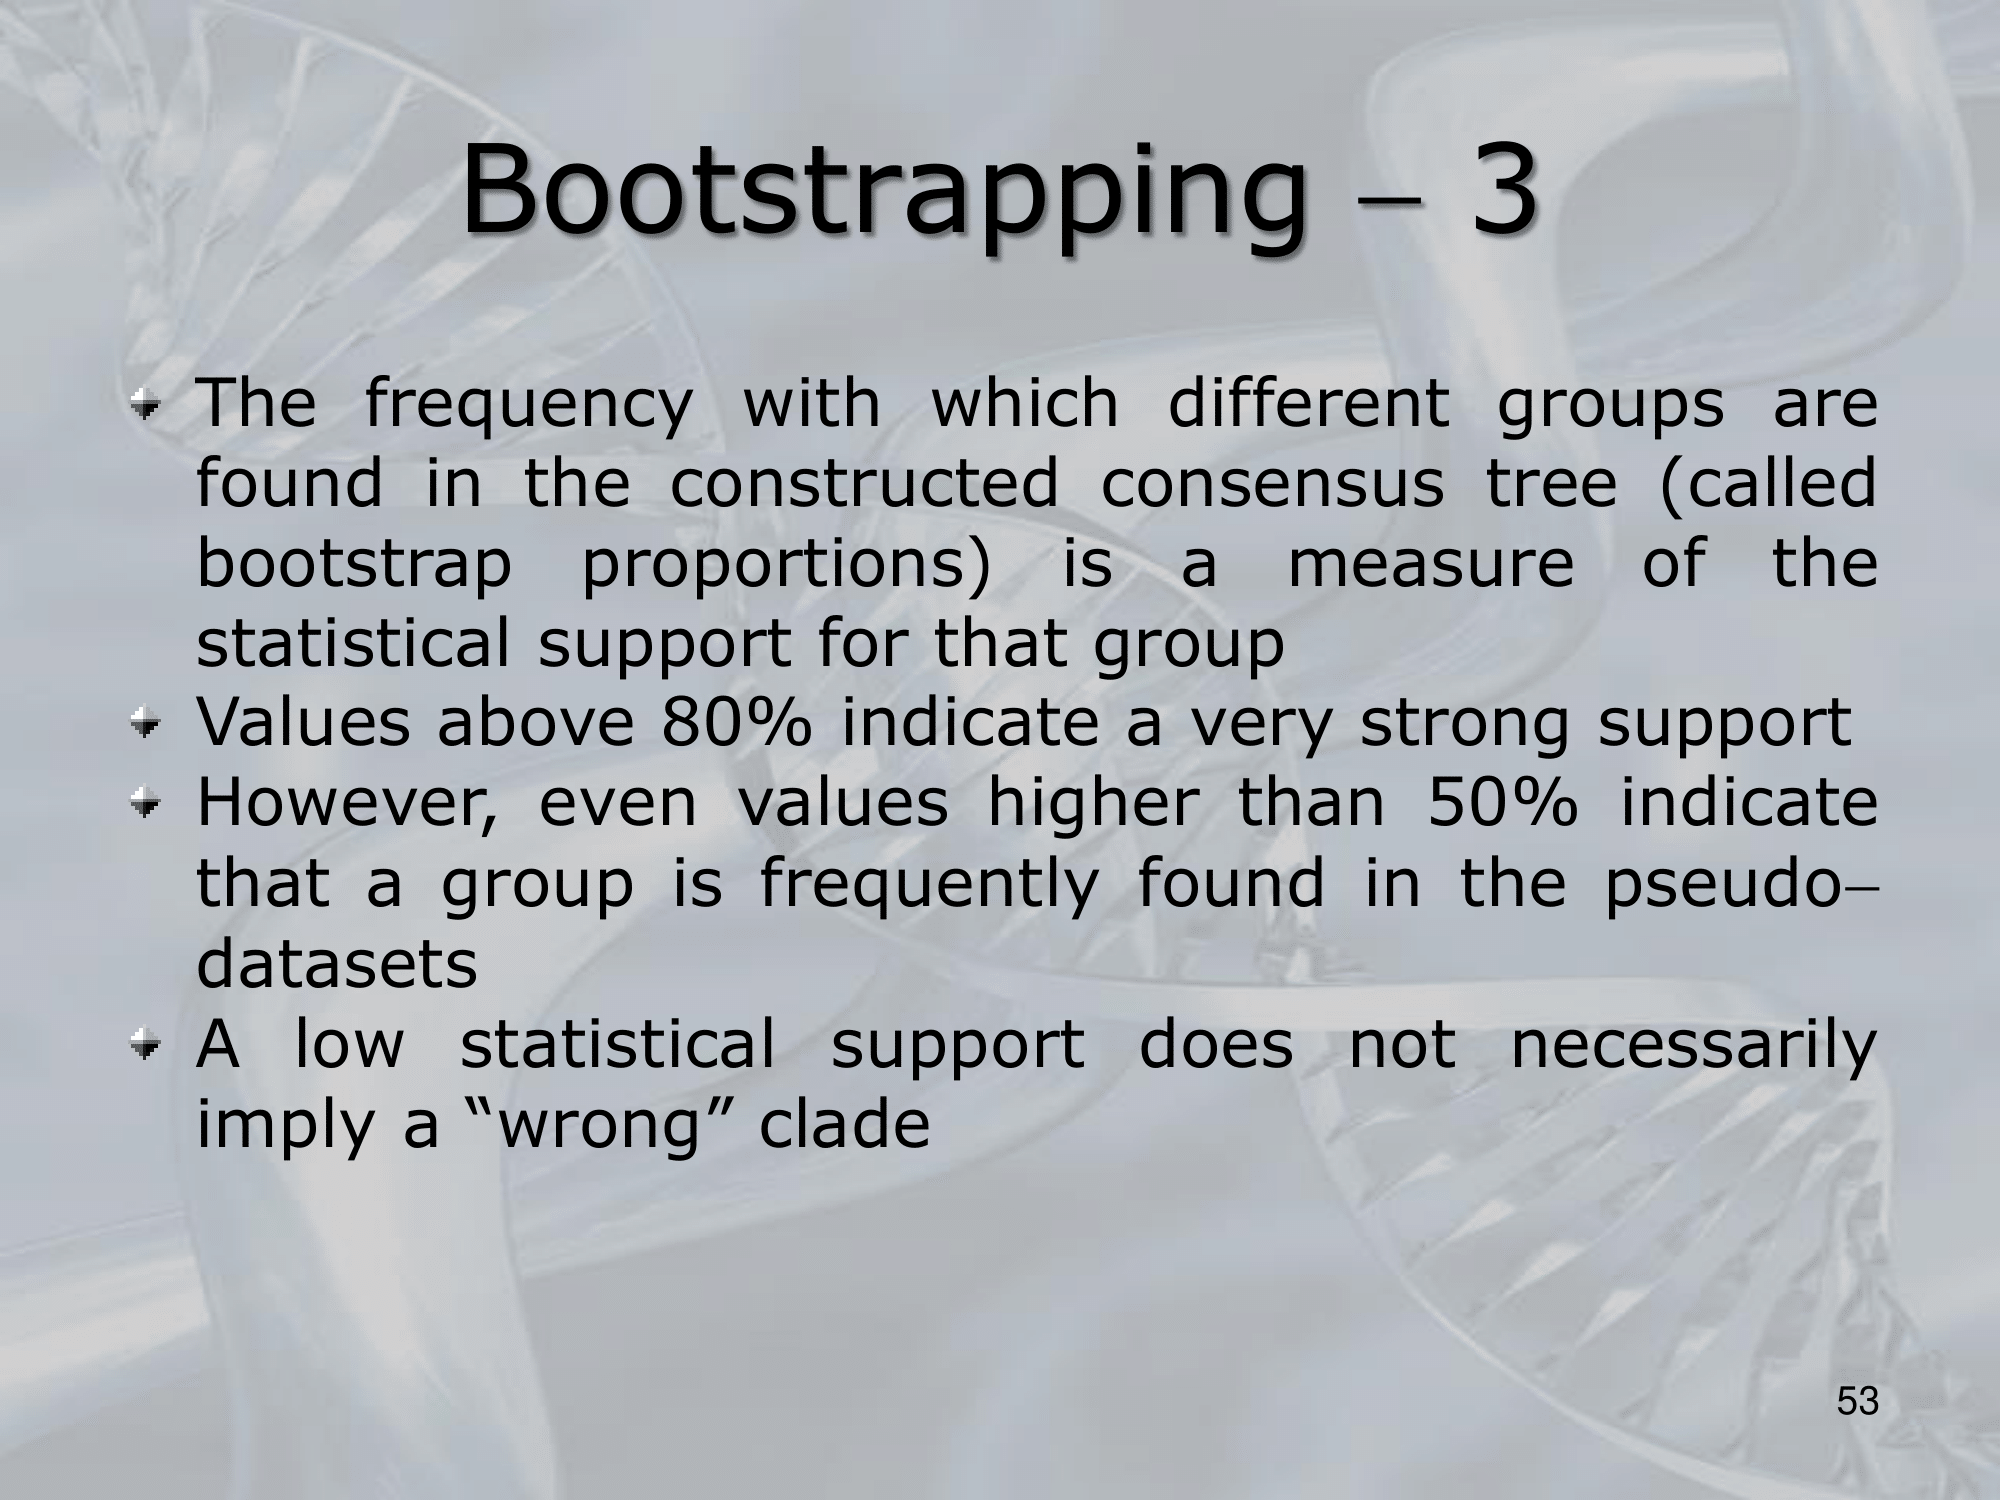 Bootstrapping – 3
The frequency with which different groups are
found in the constructed consensus tree (called
bootstrap proportions) is a measure of the
statistical support for that group
Values above 80% indicate a very strong support
However, even values higher than 50% indicate
that a group is frequently found in the pseudo–
datasets
A low statistical support does not necessarily
imply a “wrong” clade
53